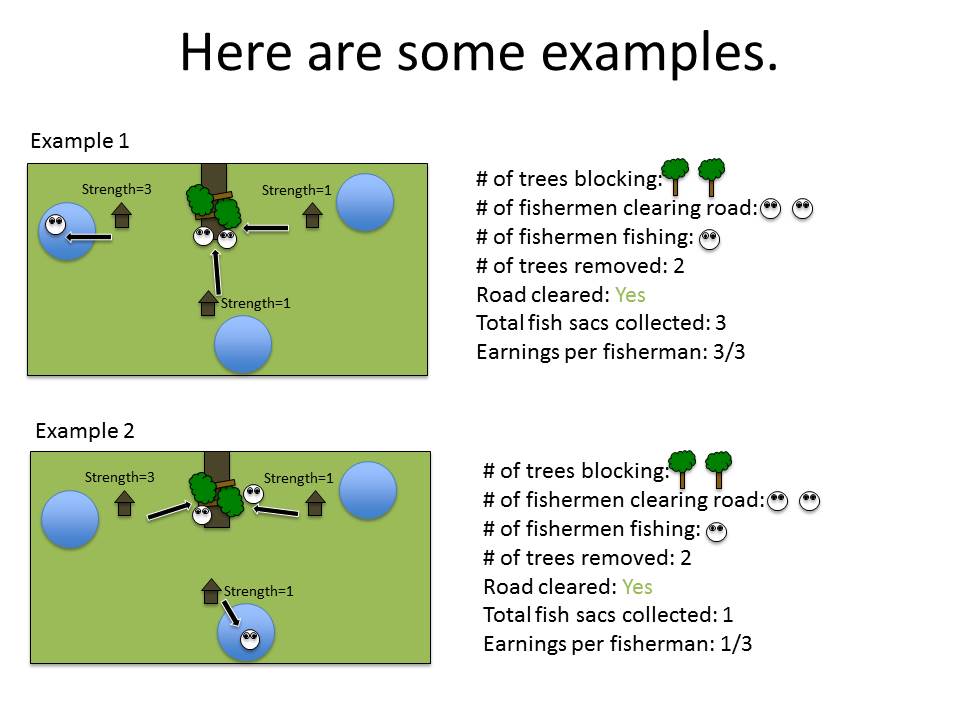 Here are some examples.
Example 1
Strength=3
Strength=1
Strength=1
# of trees blocking:
# of fishermen clearing road:
# of fishermen fishing:
# of trees removed: 2
Road cleared: Yes
Total fish sacs collected: 3
Earnings per fisherman: 3/3
Example 2
Strength=3
Strength=1
Strength=1
# of trees blocking:
# of fishermen clearing road:
# of fishermen fishing:
# of trees removed: 2
Road cleared: Yes
Total fish sacs collected: 1
Earnings per fisherman: 1/3